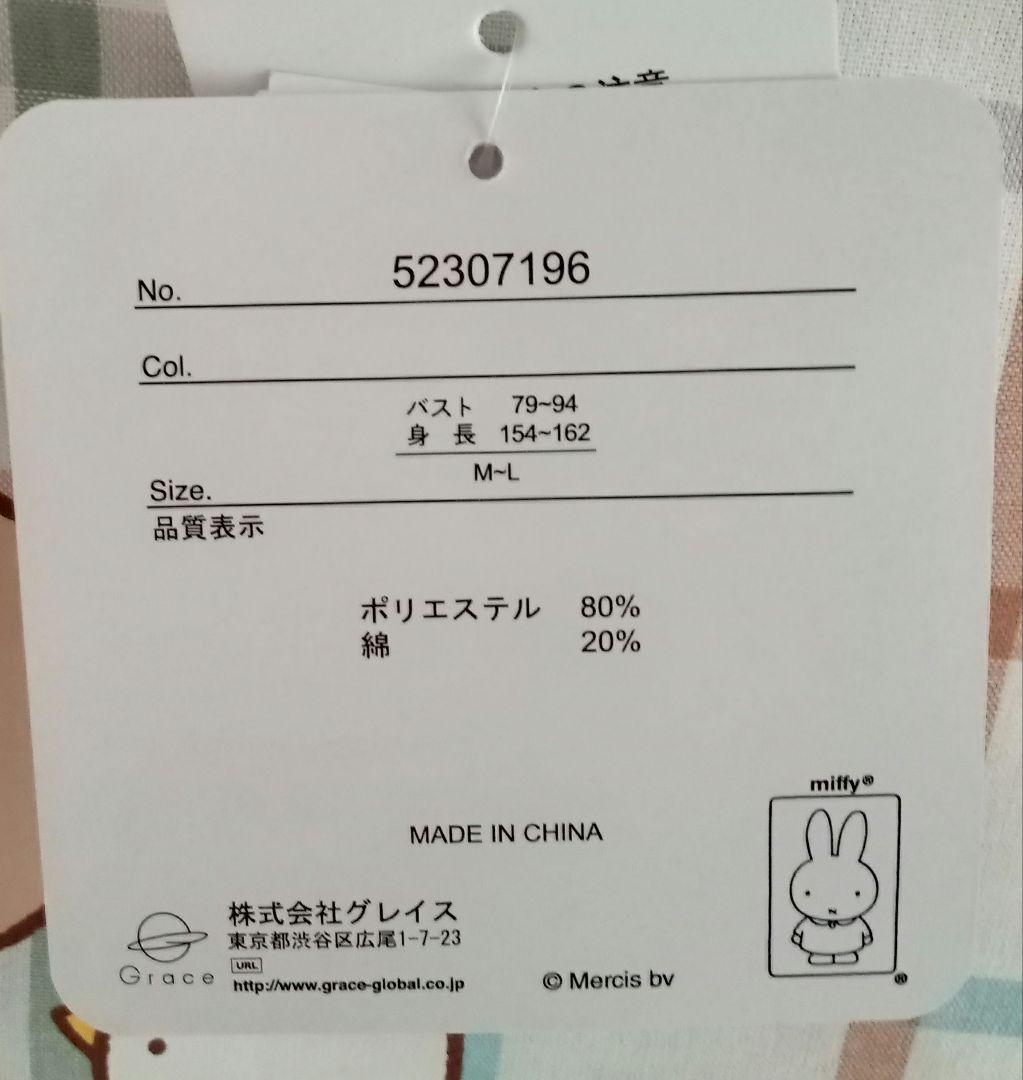 の注意
No. 52307196
Col.
バスト 79~94
身 長 154~162
M~L
Size.
品質表示
ポリエステル 80%
綿 20%
MADE IN CHINA
miffy®
株式会社グレイス
東京都渋谷区広尾1-7-23
URL
Grace
http://www.grace-global.co.jp
© Mercis bv
®